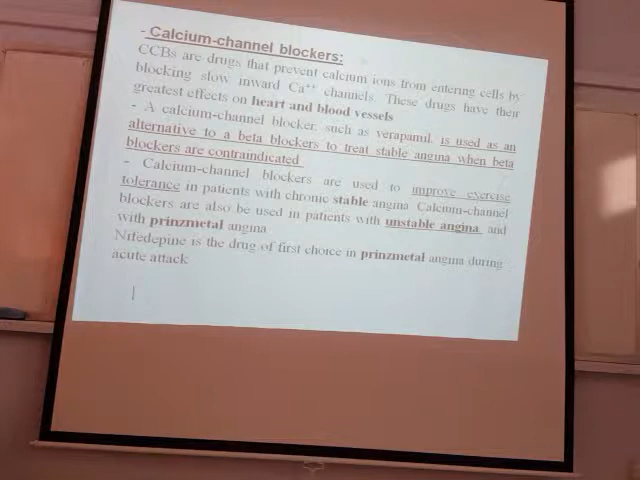 - Calcium-channel blockers:
CCBs are drugs that prevent calcium ions from entering cells by
blocking slow inward Ca⁺⁺ channels. These drugs have their
greatest effects on heart and blood vessels
- A calcium-channel blocker, such as verapamil, is used as an
alternative to a beta blockers to treat stable angina when beta
blockers are contraindicated
- Calcium-channel blockers are used to improve exercise
tolerance in patients with chronic stable angina Calcium-channel
blockers are also be used in patients with unstable angina and
with prinzmetal angina
Nifedepine is the drug of first choice in prinzmetal angina during
acute attack